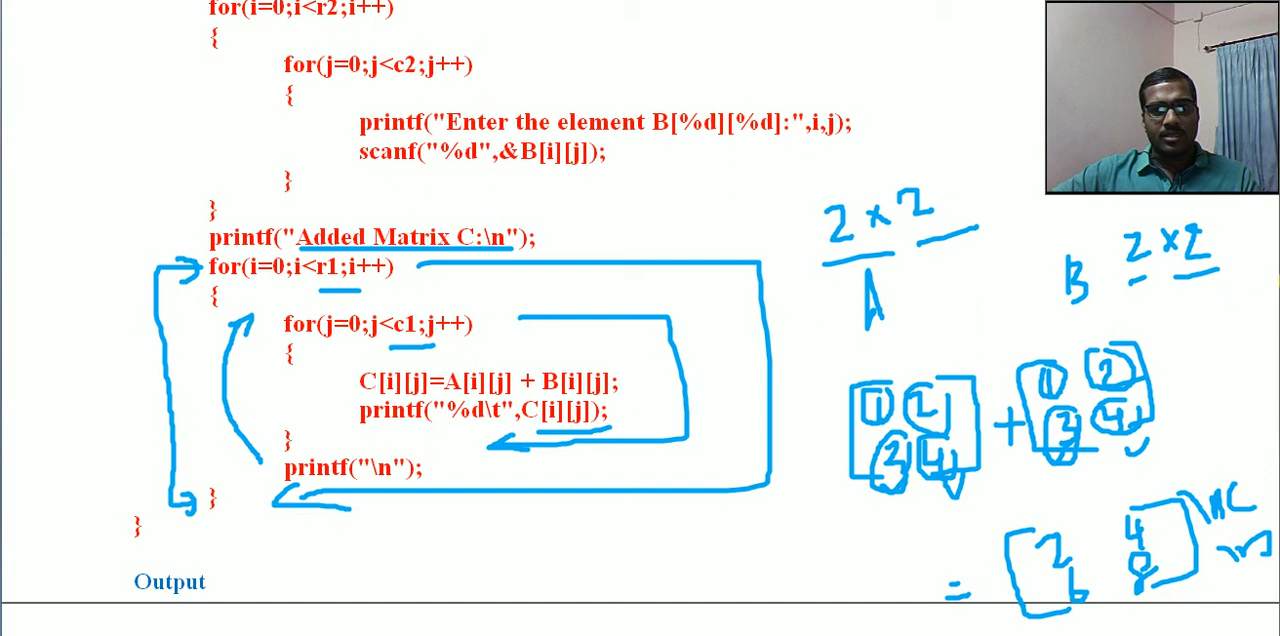 for(i=0;i<r2;i++)
{
for(j=0;j<c2;j++)
{
printf("Enter the element B[%d][%d]:",i,j);
scanf("%d",&B[i][j]);
}
}
printf("Added Matrix C:\n");
for(i=0;i<r1;i++)
{
for(j=0;j<c1;j++)
{
C[i][j]=A[i][j] + B[i][j];
printf("%d\t",C[i][j]);
}
printf("\n");
}
}
Output
2 × 2
A
B 2 × 2
1 2 + 1 2
3 4 3 4
= 2 4
6 8